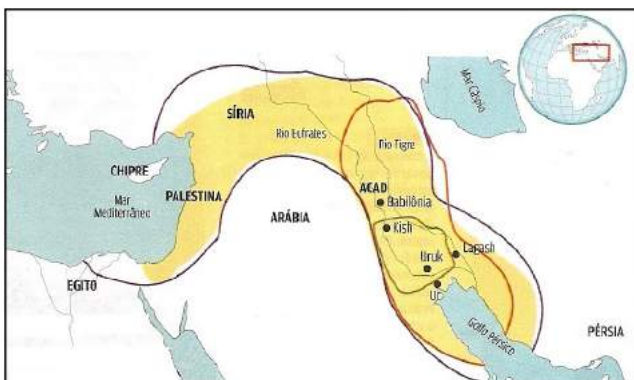 Mar
Cáspio
SÍRIA
Rio Eufrates
Rio Tigre
CHIPRE
Mar
Mediterrâneo
PALESTINA
ACAD
Babilônia
ARÁBIA
Kish
Uruk
Lagash
Ur
EGITO
Golfo Pérsico
PÉRSIA